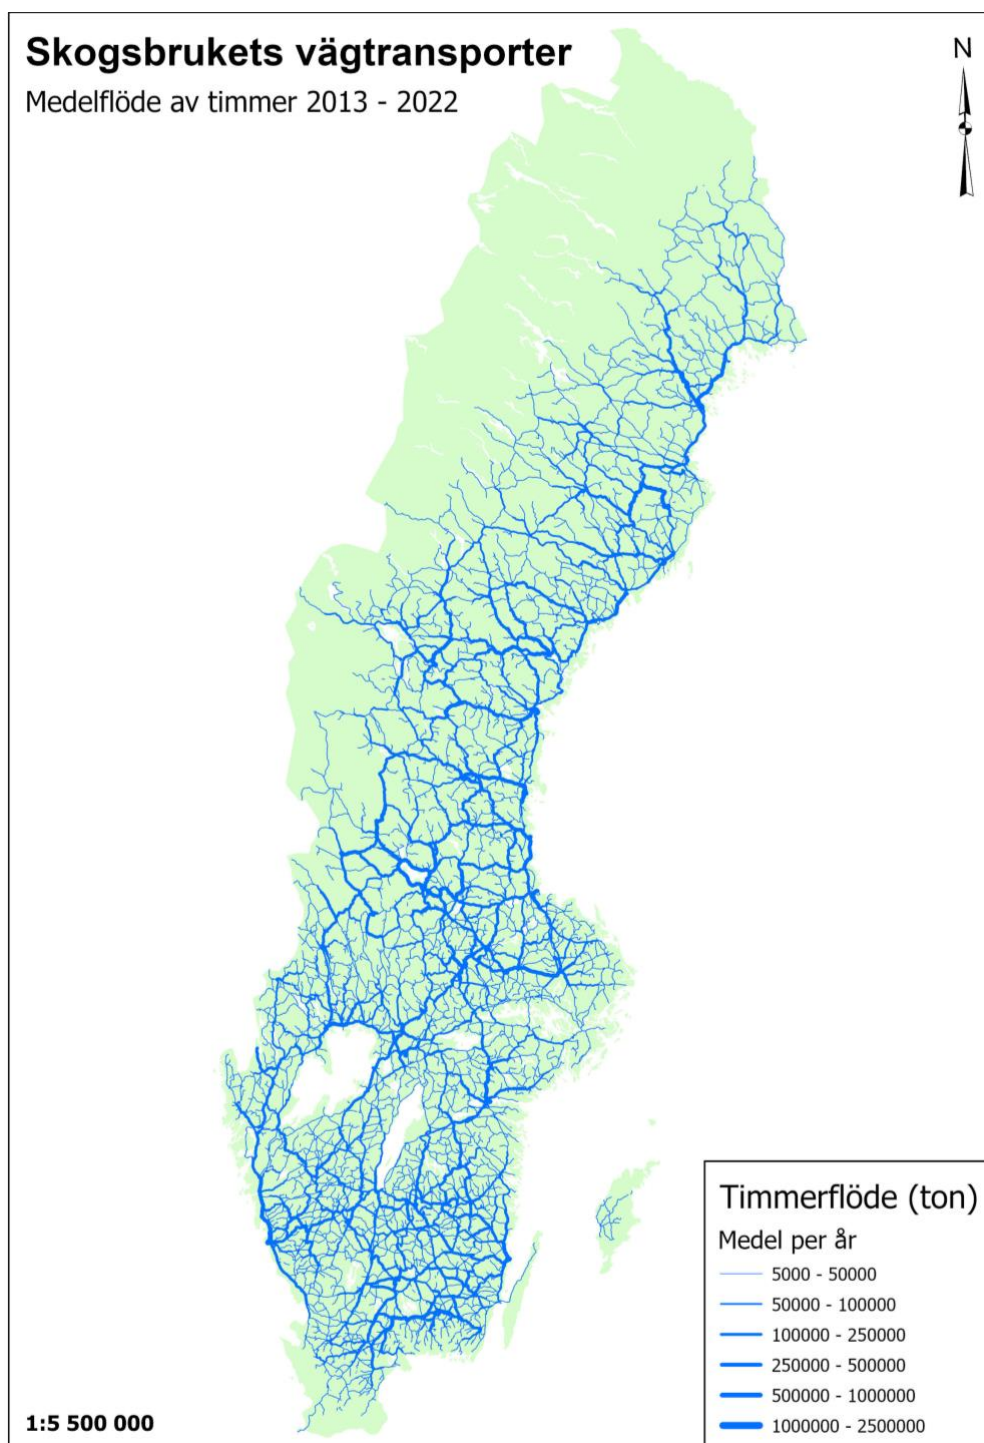 Skogsbrukets vägtransporter
Medelflöde av timmer 2013 - 2022
N
Timmerflöde (ton)
Medel per år
5000 - 50000
50000 - 100000
100000 - 250000
250000 - 500000
500000 - 1000000
1000000 - 2500000
1:5 500 000